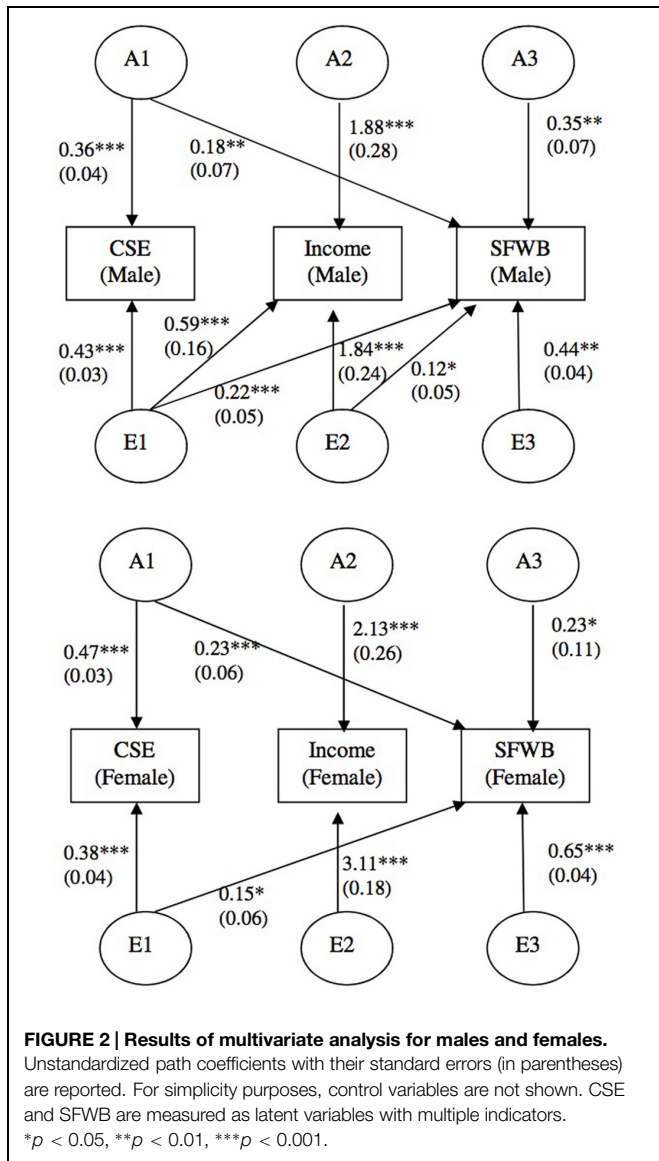 A1 A2 A3
0.36*** 0.18** 1.88*** 0.35**
(0.04) (0.07) (0.28) (0.07)
CSE Income SFWB
(Male) (Male) (Male)
0.43*** 0.59*** 1.84*** 0.12* 0.44**
(0.03) (0.16) (0.24) (0.05) (0.04)
0.22***
(0.05)
E1 E2 E3
A1 A2 A3
0.47*** 0.23*** 2.13*** 0.23*
(0.03) (0.06) (0.26) (0.11)
CSE Income SFWB
(Female) (Female) (Female)
0.38*** 0.15* 3.11*** 0.65***
(0.04) (0.06) (0.18) (0.04)
E1 E2 E3
FIGURE 2 | Results of multivariate analysis for males and females.
Unstandardized path coefficients with their standard errors (in parentheses)
are reported. For simplicity purposes, control variables are not shown. CSE
and SFWB are measured as latent variables with multiple indicators.
*p < 0.05, **p < 0.01, ***p < 0.001.